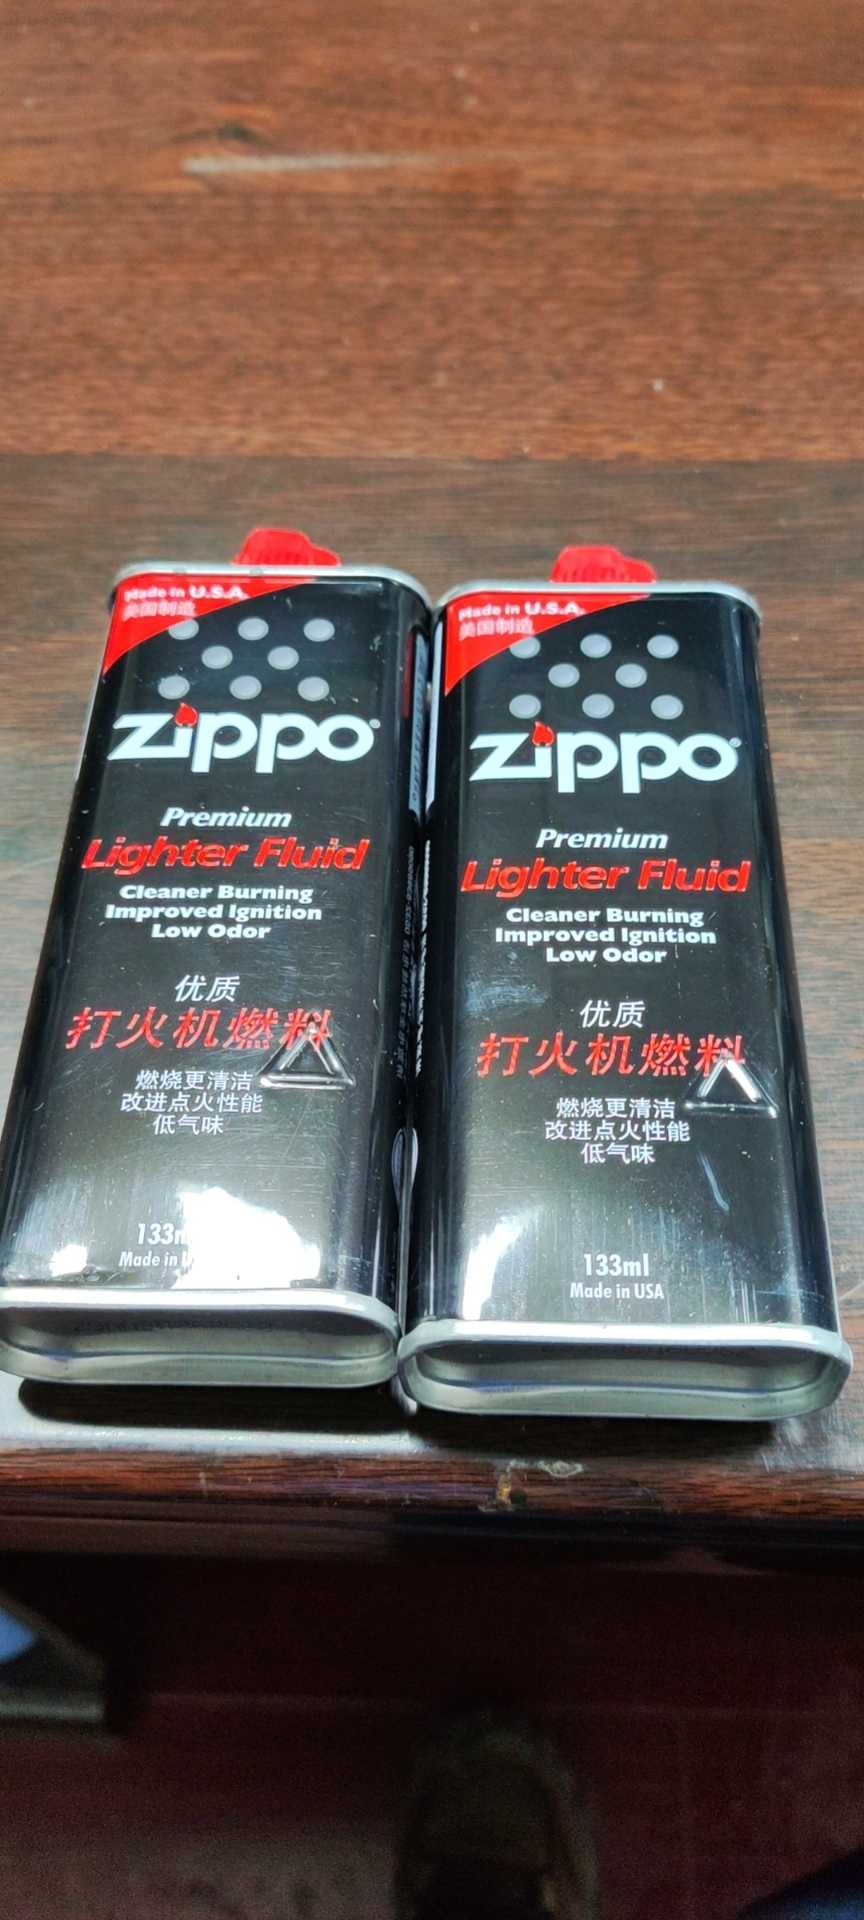 Made in U.S.A.
美国制造
zippo®
Premium
Lighter Fluid
Cleaner Burning
Improved Ignition
Low Odor
优质
打火机燃料
燃烧更清洁
改进点火性能
低气味
Made in
Made in U.S.A.
美国制造
zippo®
Premium
Lighter Fluid
Cleaner Burning
Improved Ignition
Low Odor
优质
打火机燃料
燃烧更清洁
改进点火性能
低气味
133ml
Made in USA